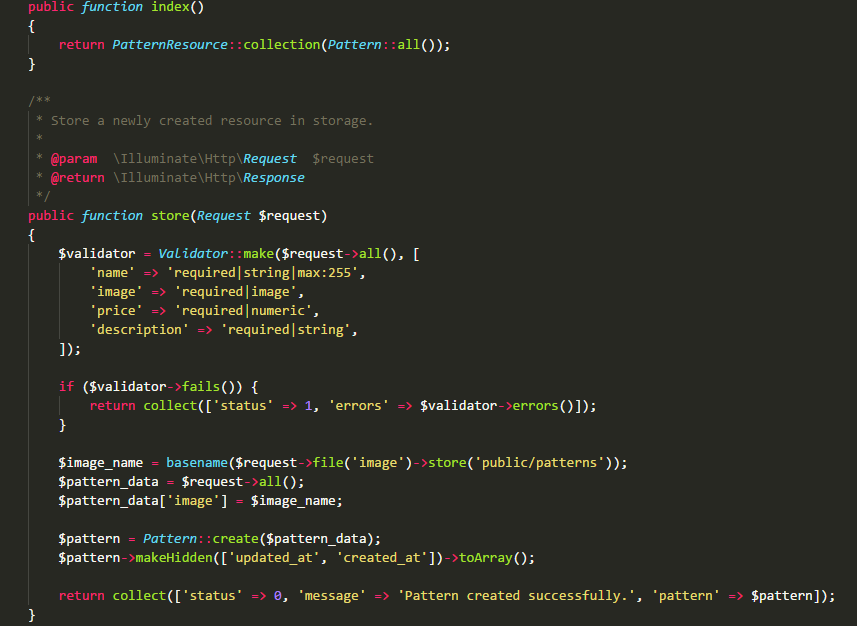 public function index()
{
    return PatternResource::collection(Pattern::all());
}
/**
 * Store a newly created resource in storage.
 *
 * @param  \Illuminate\Http\Request  $request
 * @return \Illuminate\Http\Response
 */
public function store(Request $request)
{
    $validator = Validator::make($request->all(), [
        'name' => 'required|string|max:255',
        'image' => 'required|image',
        'price' => 'required|numeric',
        'description' => 'required|string',
    ]);
    if ($validator->fails()) {
        return collect(['status' => 1, 'errors' => $validator->errors()]);
    }
    $image_name = basename($request->file('image')->store('public/patterns'));
    $pattern_data = $request->all();
    $pattern_data['image'] = $image_name;
    $pattern = Pattern::create($pattern_data);
    $pattern->makeHidden(['updated_at', 'created_at'])->toArray();
    return collect(['status' => 0, 'message' => 'Pattern created successfully.', 'pattern' => $pattern]);
}